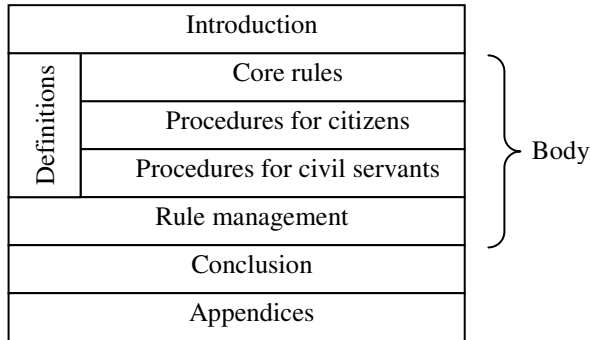 Introduction
Definitions
Core rules
Procedures for citizens
Procedures for civil servants
Rule management
Body
Conclusion
Appendices